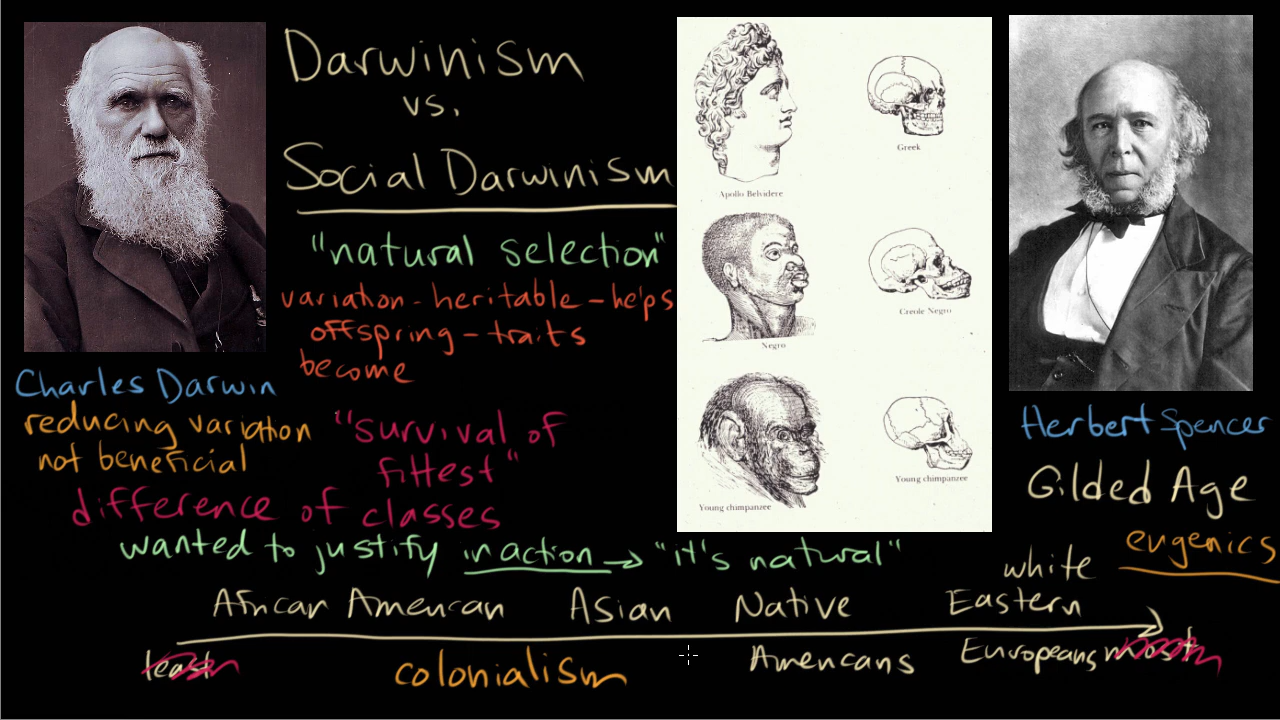 Darwinism
vs.
Social Darwinism
"natural selection"
variation - heritable - helps
offspring - traits
become
Charles Darwin
reducing variation
not beneficial
"survival of
fittest"
difference of classes
wanted to justify inaction → "it's natural"
Apollo Belvidere
Greek
Negro
Creole Negro
Young chimpanzee
Young chimpanzee
Herbert Spencer
Gilded Age
eugenics
white
African American Asian Native Eastern
least colonialism Americans Europeans most